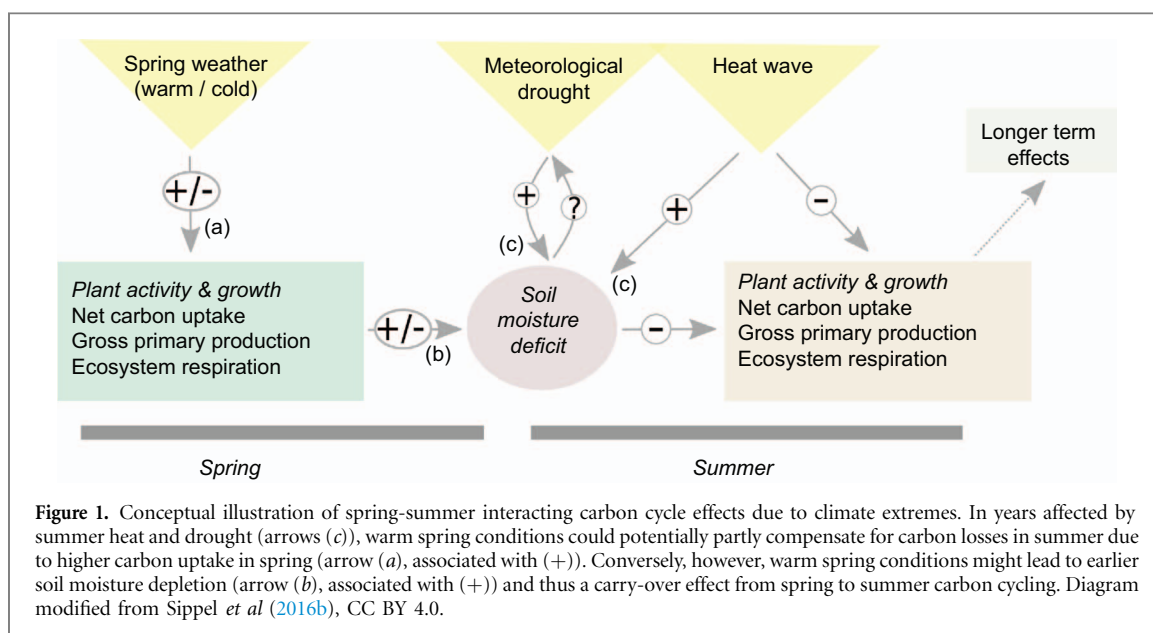 Spring weather
(warm / cold)
Meteorological
drought
Heat wave
Longer term
effects
+/-
(a)
+
?
(c)
+
(c)
-
Plant activity & growth
Net carbon uptake
Gross primary production
Ecosystem respiration
+/-
(b)
Soil
moisture
deficit
-
Plant activity & growth
Net carbon uptake
Gross primary production
Ecosystem respiration
Spring
Summer
Figure 1. Conceptual illustration of spring-summer interacting carbon cycle effects due to climate extremes. In years affected by
summer heat and drought (arrows (c)), warm spring conditions could potentially partly compensate for carbon losses in summer due
to higher carbon uptake in spring (arrow (a), associated with (+)). Conversely, however, warm spring conditions might lead to earlier
soil moisture depletion (arrow (b), associated with (+)) and thus a carry-over effect from spring to summer carbon cycling. Diagram
modified from Sippel et al (2016b), CC BY 4.0.